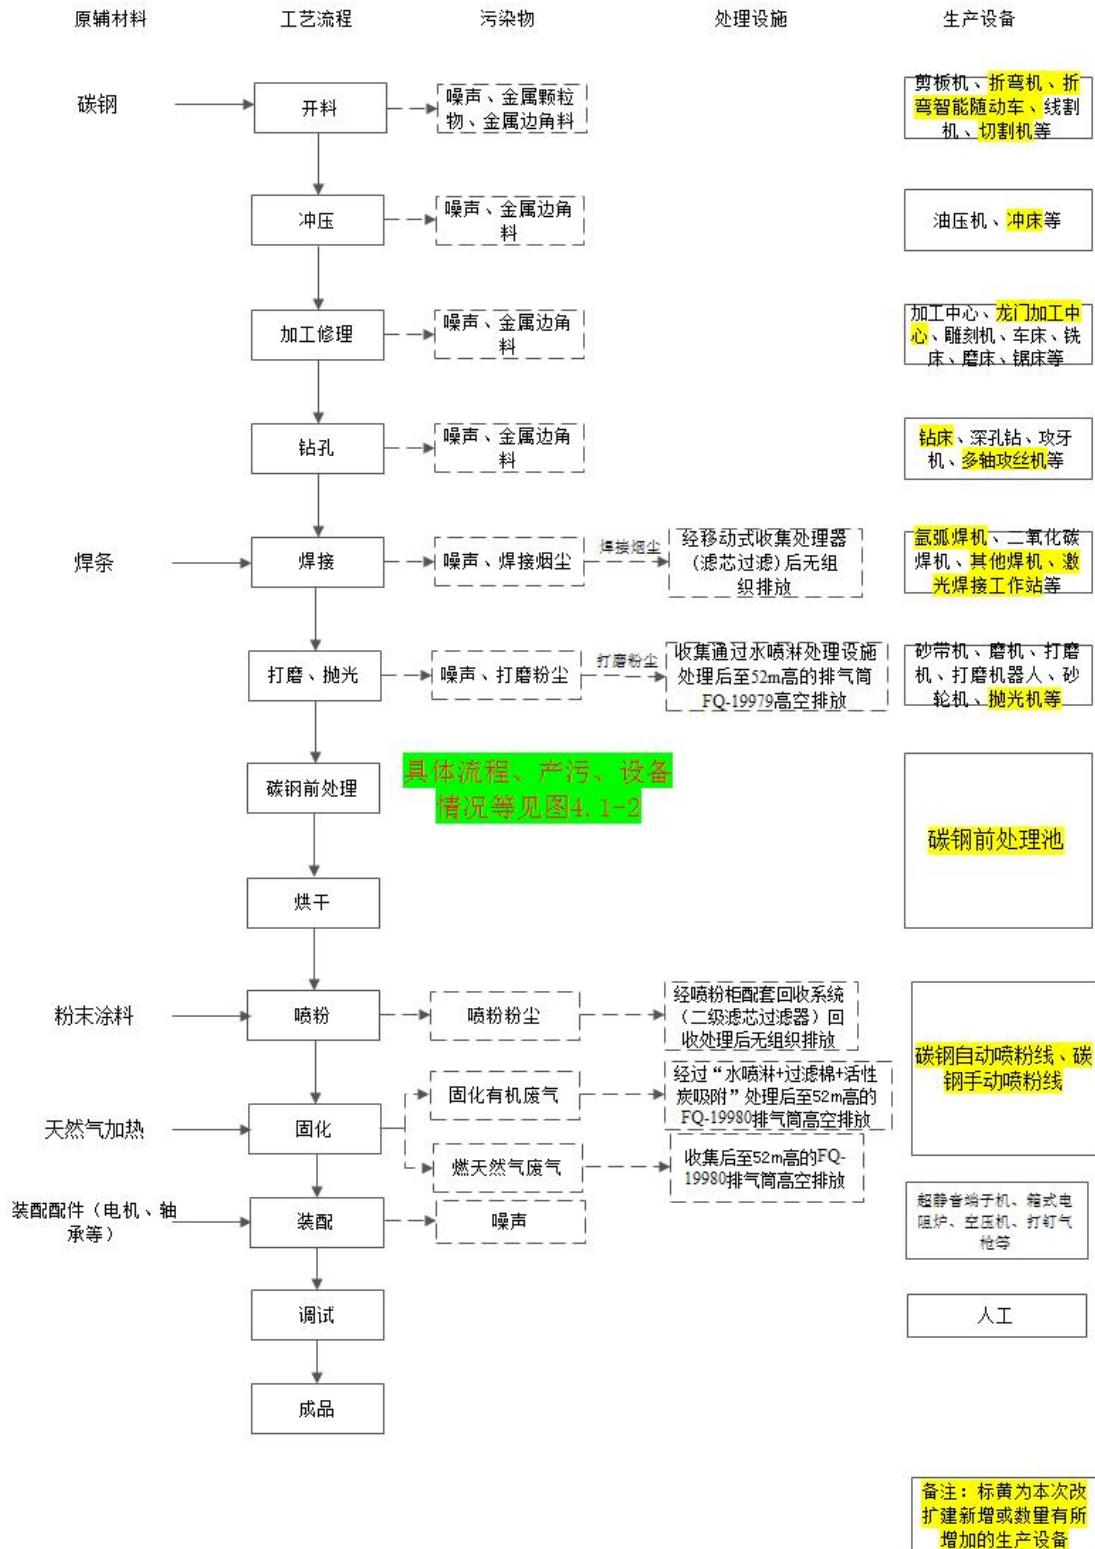 原辅材料 工艺流程 污染物 处理设施 生产设备
碳钢
开料
噪声、金属颗粒
物、金属边角料
剪板机、折弯机、折
弯智能随动车、线割
机、切割机等
冲压
噪声、金属边角
料
油压机、冲床等
加工修理
噪声、金属边角
料
加工中心、龙门加工中
心、雕刻机、车床、铣
床、磨床、锯床等
钻孔
噪声、金属边角
料
钻床、深孔钻、攻牙
机、多轴攻丝机等
焊条
焊接
噪声、焊接烟尘
焊接烟尘
经移动式收集处理器
(滤芯过滤)后无组
织排放
氩弧焊机、二氧化碳
焊机、其他焊机、激
光焊接工作站等
打磨、抛光
噪声、打磨粉尘
打磨粉尘
收集通过水喷淋处理设施
处理后至52m高的排气筒
FQ-19979高空排放
砂带机、磨机、打磨
机、打磨机器人、砂
轮机、抛光机等
碳钢前处理
具体流程、产污、设备
情况等见图4.1-2
碳钢前处理池
烘干
粉末涂料
喷粉
喷粉粉尘
经喷粉柜配套回收系统
（二级滤芯过滤器）回
收处理后无组织排放
碳钢自动喷粉线、碳
钢手动喷粉线
天然气加热
固化
固化有机废气
经过“水喷淋+过滤棉+活性
炭吸附”处理后至52m高的
FQ-19980排气筒高空排放
燃天然气废气
收集后至52m高的FQ-
19980排气筒高空排放
装配配件（电机、轴
承等）
装配
噪声
超静音端子机、箱式电
阻炉、空压机、打钉气
枪等
调试
人工
成品
备注：标黄为本次改
扩建新增或数量有所
增加的生产设备